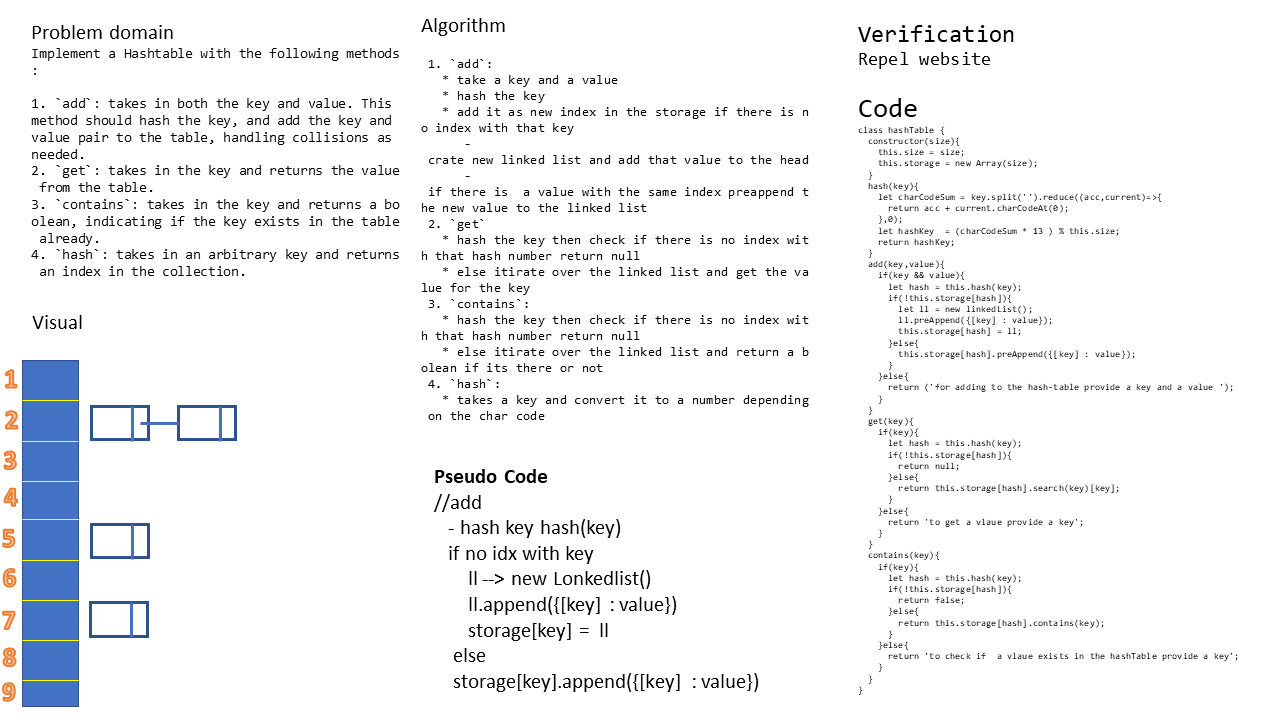 Problem domain
Implement a Hashtable with the following methods
:
1. `add`: takes in both the key and value. This
method should hash the key, and add the key and
value pair to the table, handling collisions as
needed.
2. `get`: takes in the key and returns the value
from the table.
3. `contains`: takes in the key and returns a bo
olean, indicating if the key exists in the table
already.
4. `hash`: takes in an arbitrary key and returns
an index in the collection.
Visual
1
2
3
4
5
6
7
8
9
Algorithm
1. `add`:
* take a key and a value
* hash the key
* add it as new index in the storage if there is n
o index with that key
-
crate new linked list and add that value to the head
-
if there is  a value with the same index preappend t
he new value to the linked list
2. `get`
* hash the key then check if there is no index wit
h that hash number return null
* else itirate over the linked list and get the va
lue for the key
3. `contains`:
* hash the key then check if there is no index wit
h that hash number return null
* else itirate over the linked list and return a b
olean if its there or not
4. `hash`:
* takes a key and convert it to a number depending
on the char code
Pseudo Code
//add
- hash key hash(key)
if no idx with key
ll --> new Lonkedlist()
ll.append({[key] : value})
storage[key] = ll
else
storage[key].append({[key] : value})
Verification
Repel website
Code
class hashTable {
constructor(size){
this.size = size;
this.storage = new Array(size);
}
hash(key){
let charCodeSum = key.split('').reduce((acc,current)=>{
return acc + current.charCodeAt(0);
},0);
let hashKey  = (charCodeSum * 13 ) % this.size;
return hashKey;
}
add(key,value){
if(key && value){
let hash = this.hash(key);
if(!this.storage[hash]){
let ll = new linkedList();
ll.preAppend({[key] : value});
this.storage[hash] = ll;
}else{
this.storage[hash].preAppend({[key] : value});
}
}else{
return ('for adding to the hash-table provide a key and a value ');
}
}
get(key){
if(key){
let hash = this.hash(key);
if(!this.storage[hash]){
return null;
}else{
return this.storage[hash].search(key)[key];
}
}else{
return 'to get a vlaue provide a key';
}
}
contains(key){
if(key){
let hash = this.hash(key);
if(!this.storage[hash]){
return false;
}else{
return this.storage[hash].contains(key);
}
}else{
return 'to check if  a vlaue exists in the hashTable provide a key';
}
}
}